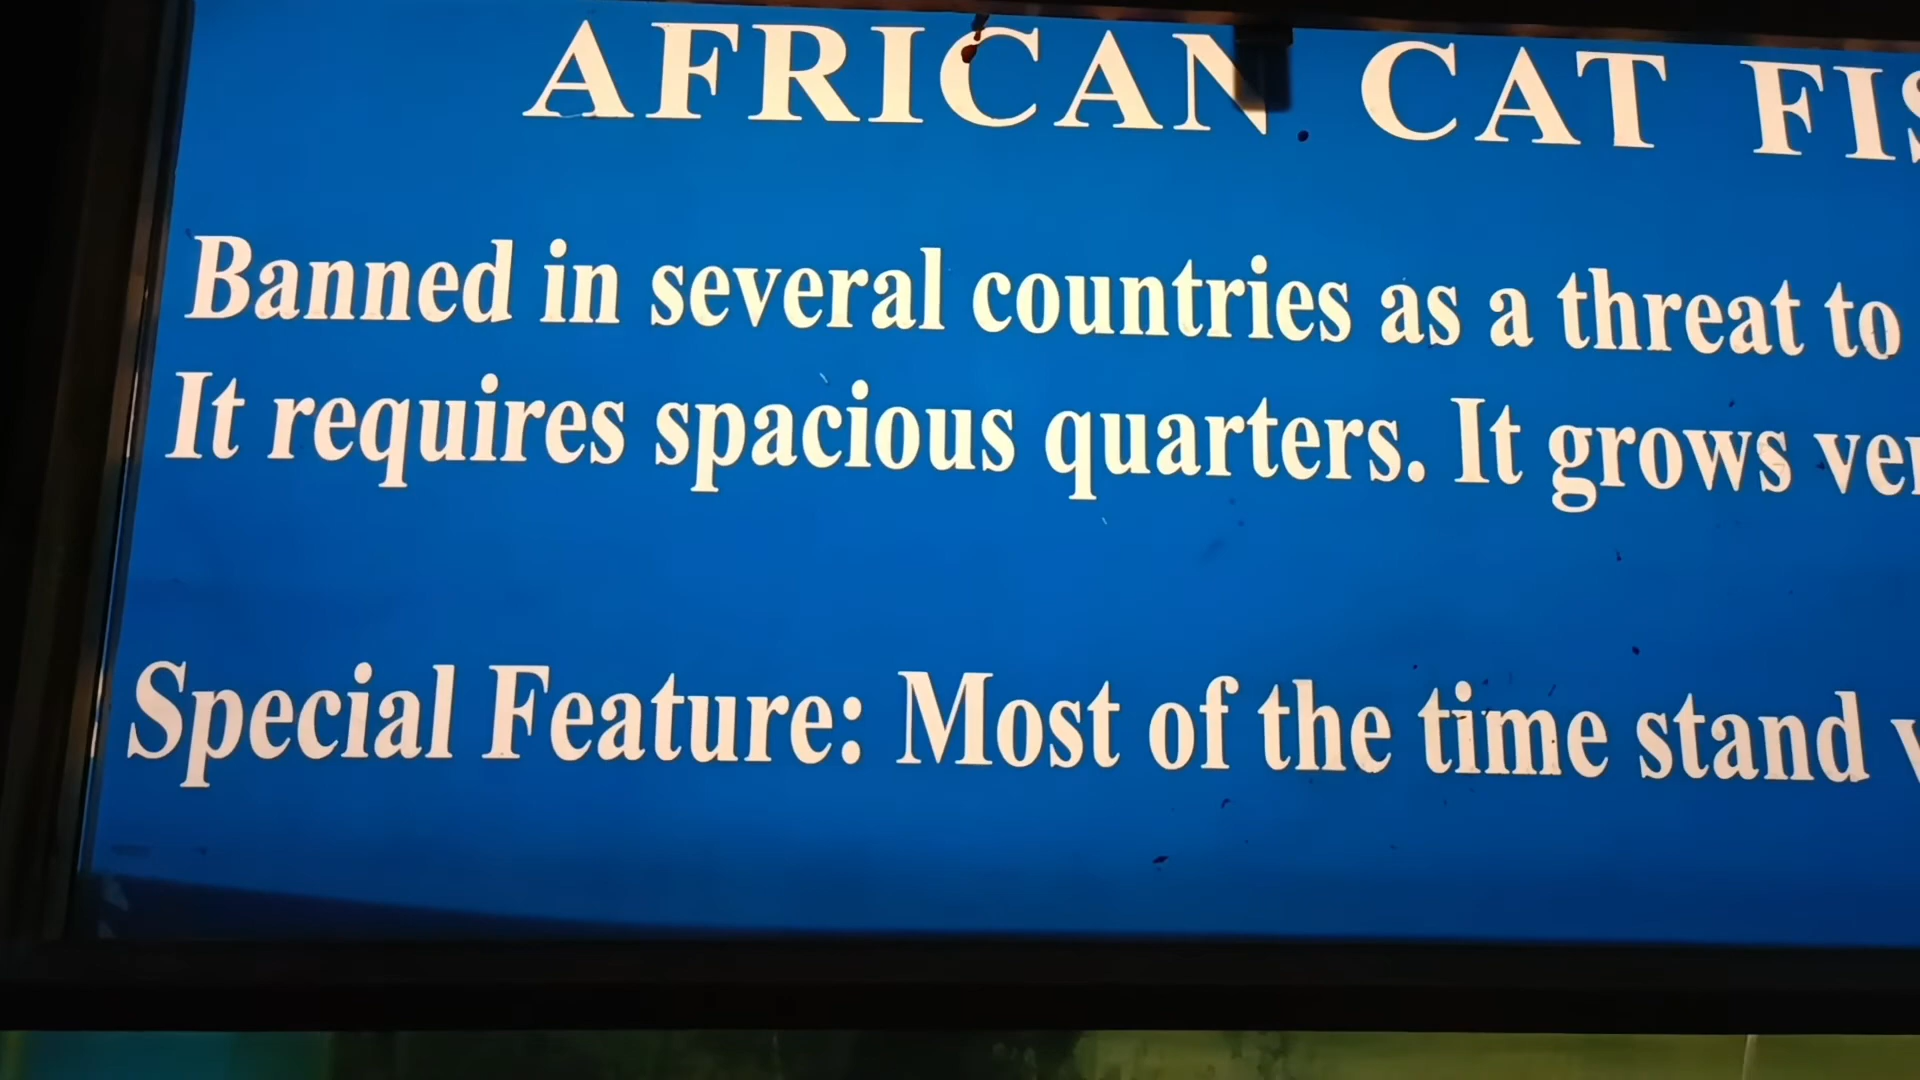 AFRICAN CAT FIS
Banned in several countries as a threat to
It requires spacious quarters. It grows ver
Special Feature: Most of the time stand v